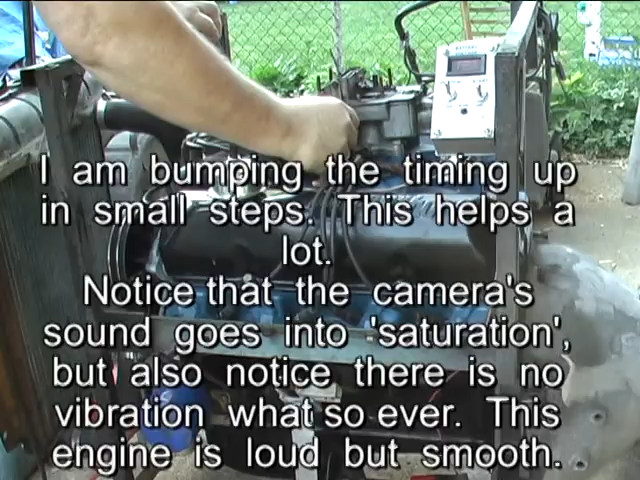 I am bumping the timing up
in small steps. This helps a
lot.
Notice that the camera's
sound goes into 'saturation',
but also notice there is no
vibration what so ever. This
engine is loud but smooth.